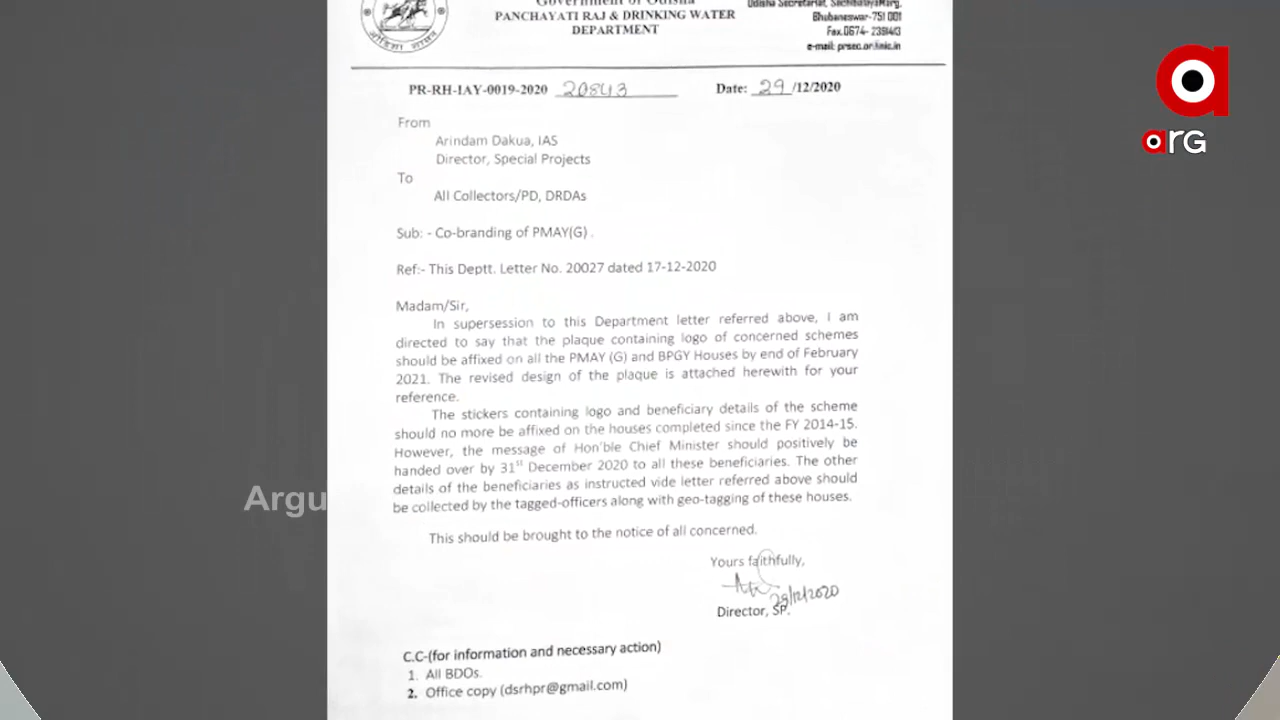 Government of Odisha
PANCHAYATI RAJ & DRINKING WATER
DEPARTMENT
Odisha Secretariat, SachivalayaMarg,
Bhubaneswar-751 001
Fax.0674-
e-mail: prsec.or@nic.in
arG
PR-RH-IAY-0019-2020 20843 Date: 29/12/2020
From
Arindam Dakua, IAS
Director, Special Projects
To
All Collectors/PD, DRDAs
Sub: - Co-branding of PMAY(G) .
Ref:- This Deptt. Letter No. 20027 dated 17-12-2020
Madam/Sir,
In supersession to this Department letter referred above, I am
directed to say that the plaque containing logo of concerned schemes
should be affixed on all the PMAY (G) and BPGY Houses by end of February
2021. The revised design of the plaque is attached herewith for your
reference.
The stickers containing logo and beneficiary details of the scheme
should no more be affixed on the houses completed since the FY 2014-15.
However, the message of Hon'ble Chief Minister should positively be
handed over by 31st December 2020 to all these beneficiaries. The other
details of the beneficiaries as instructed vide letter referred above should
be collected by the tagged-officers along with geo-tagging of these houses.
Argu
This should be brought to the notice of all concerned.
Yours faithfully,
29/12/2020
Director, SP.
C.C-(for information and necessary action)
1. All BDOs.
2. Office copy (dsrhpr@gmail.com)